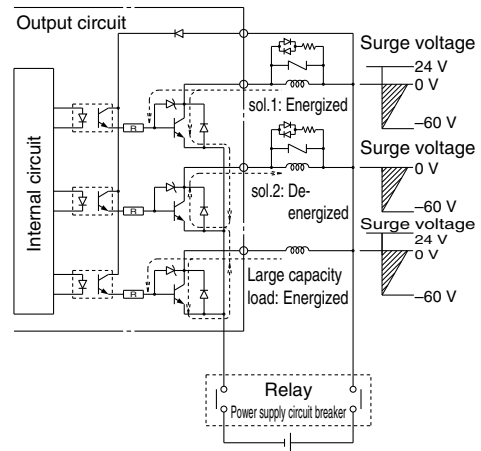 Output circuit
Internal circuit
R
R
R
sol.1: Energized
sol.2: De-
energized
Large capacity
load: Energized
Surge voltage
24 V
0 V
–60 V
Surge voltage
0 V
–60 V
Surge voltage
24 V
0 V
–60 V
Relay
Power supply circuit breaker